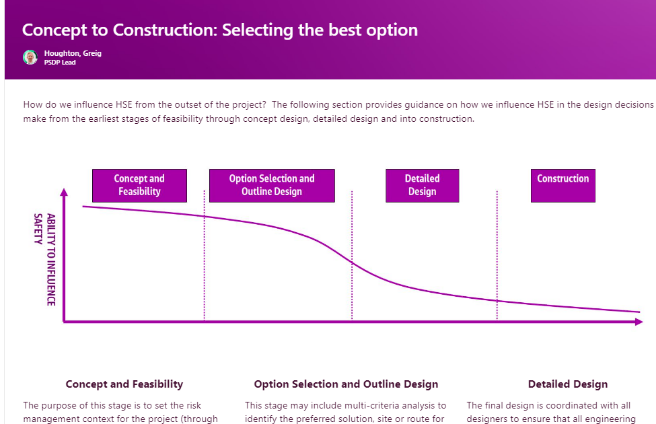 Concept to Construction: Selecting the best option
Houghton, Greig
PSDP Lead
How do we influence HSE from the outset of the project? The following section provides guidance on how we influence HSE in the design decisions
make from the earliest stages of feasibility through concept design, detailed design and into construction.
Concept and
Feasibility
Option Selection and
Outline Design
Detailed
Design
Construction
ABILITY TO INFLUENCE
SAFETY
Concept and Feasibility
The purpose of this stage is to set the risk
management context for the project (through
Option Selection and Outline Design
This stage may include multi-criteria analysis to
identify the preferred solution, site or route for
Detailed Design
The final design is coordinated with all
designers to ensure that all engineering